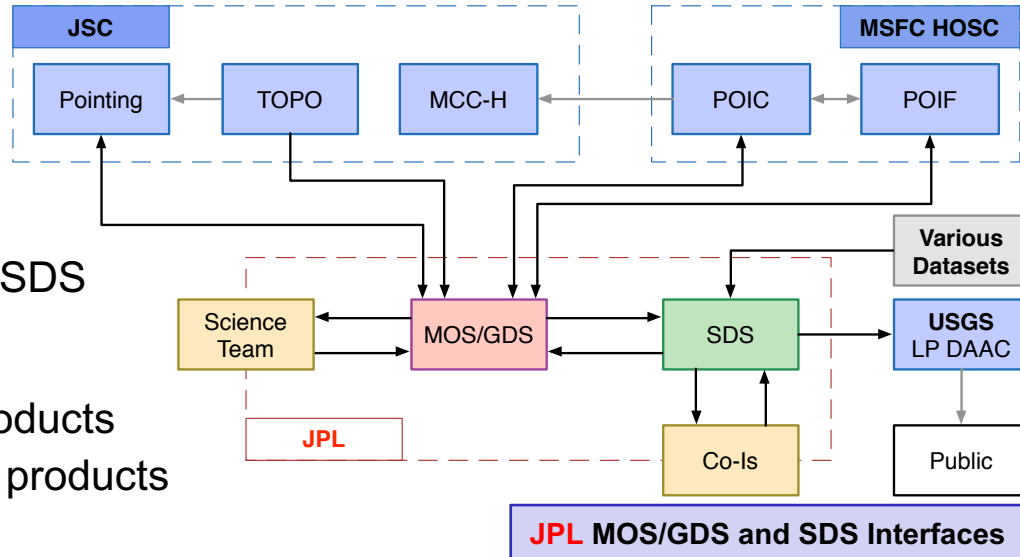 JSC
MSFC HOSC
Pointing
TOPO
MCC-H
POIC
POIF
Various
Datasets
SDS
Science
Team
MOS/GDS
SDS
USGS
LP DAAC
products
JPL
Co-Is
Public
JPL MOS/GDS and SDS Interfaces